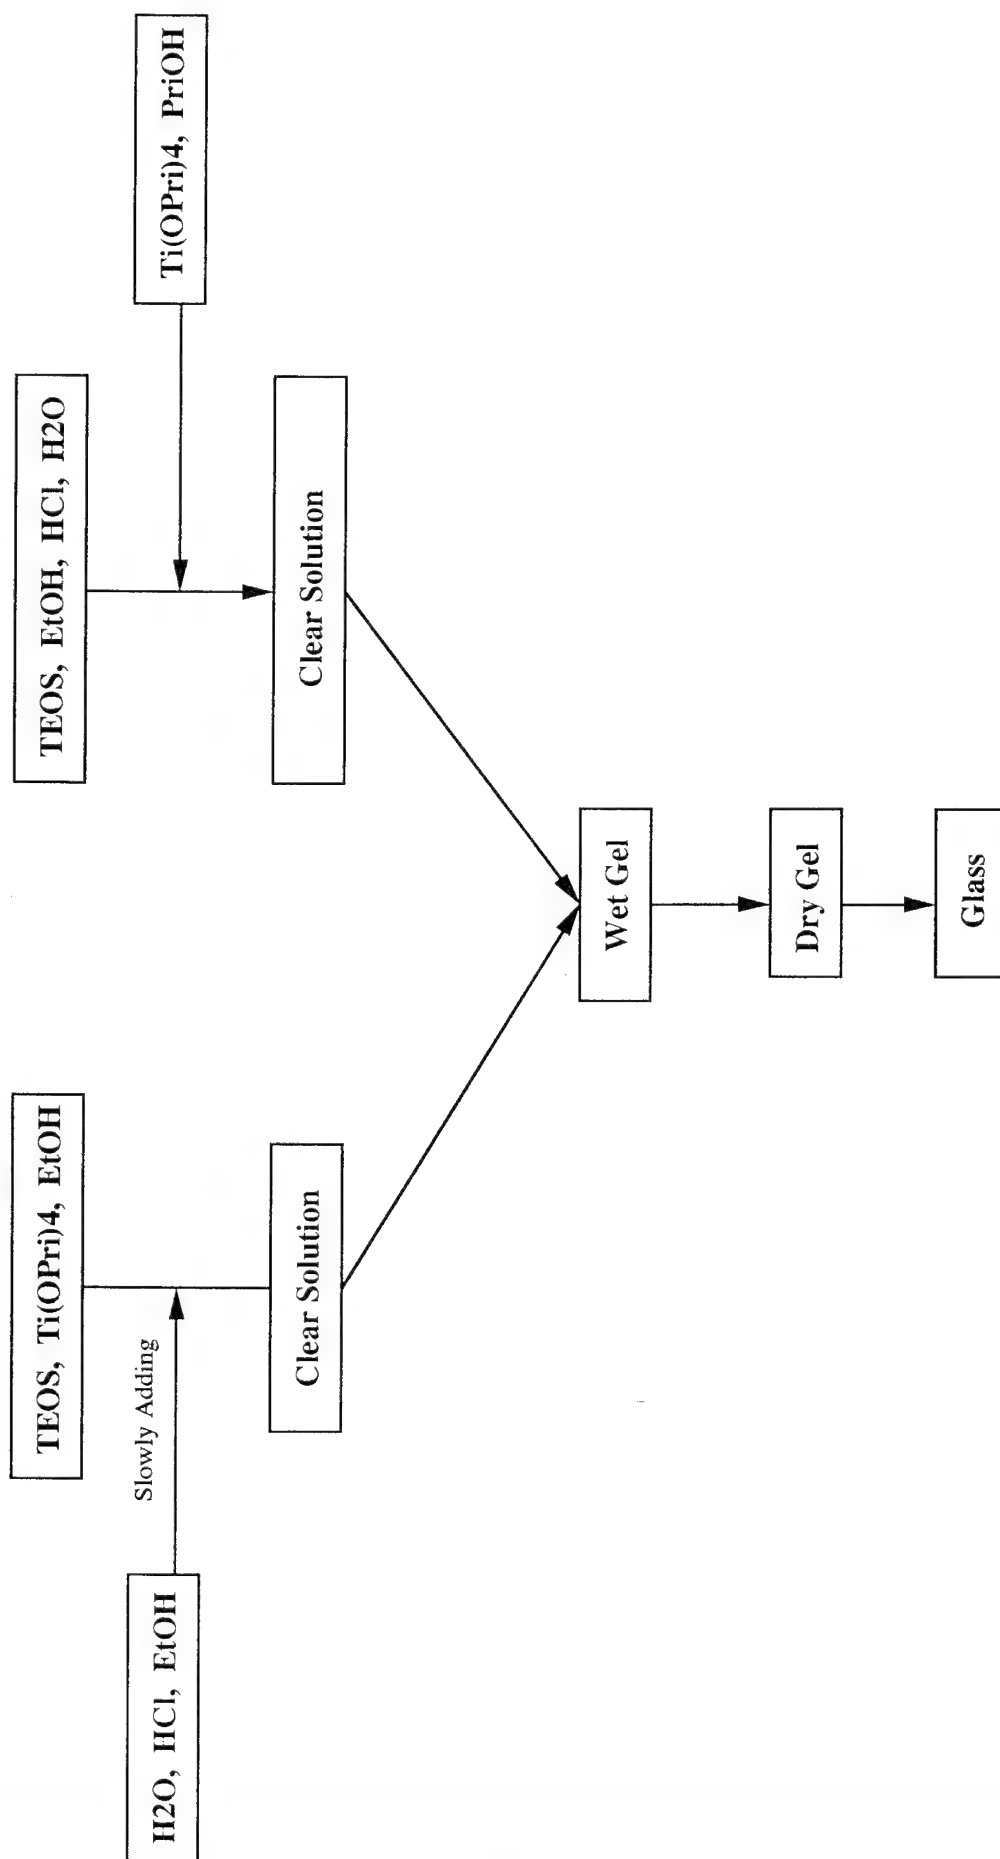 TEOS, Ti(OPri)4, EtOH
TEOS, EtOH, HCl, H2O
H2O, HCl, EtOH
Slowly Adding
Ti(OPri)4, PriOH
Clear Solution
Clear Solution
Wet Gel
Dry Gel
Glass